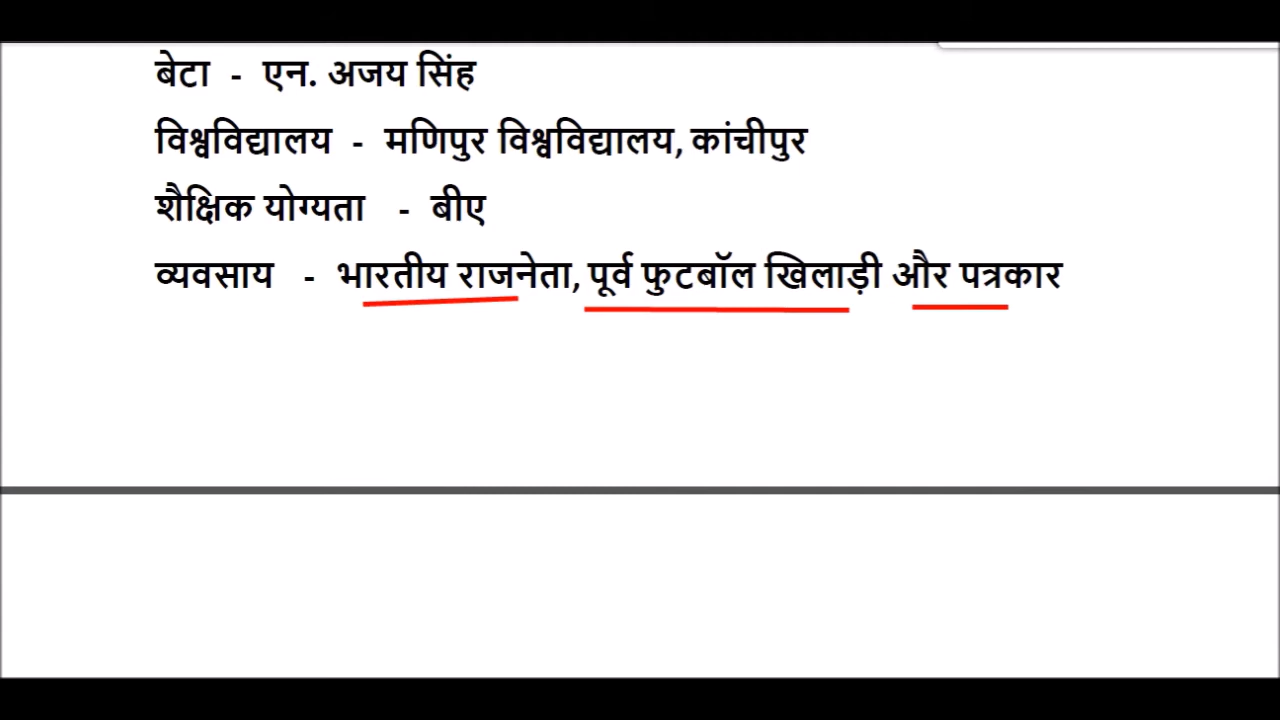 बेटा - एन. अजय सिंह
विश्वविद्यालय - मणिपुर विश्वविद्यालय, कांचीपुर
शैक्षिक योग्यता - बीए
व्यवसाय - भारतीय राजनेता, पूर्व फुटबॉल खिलाड़ी और पत्रकार